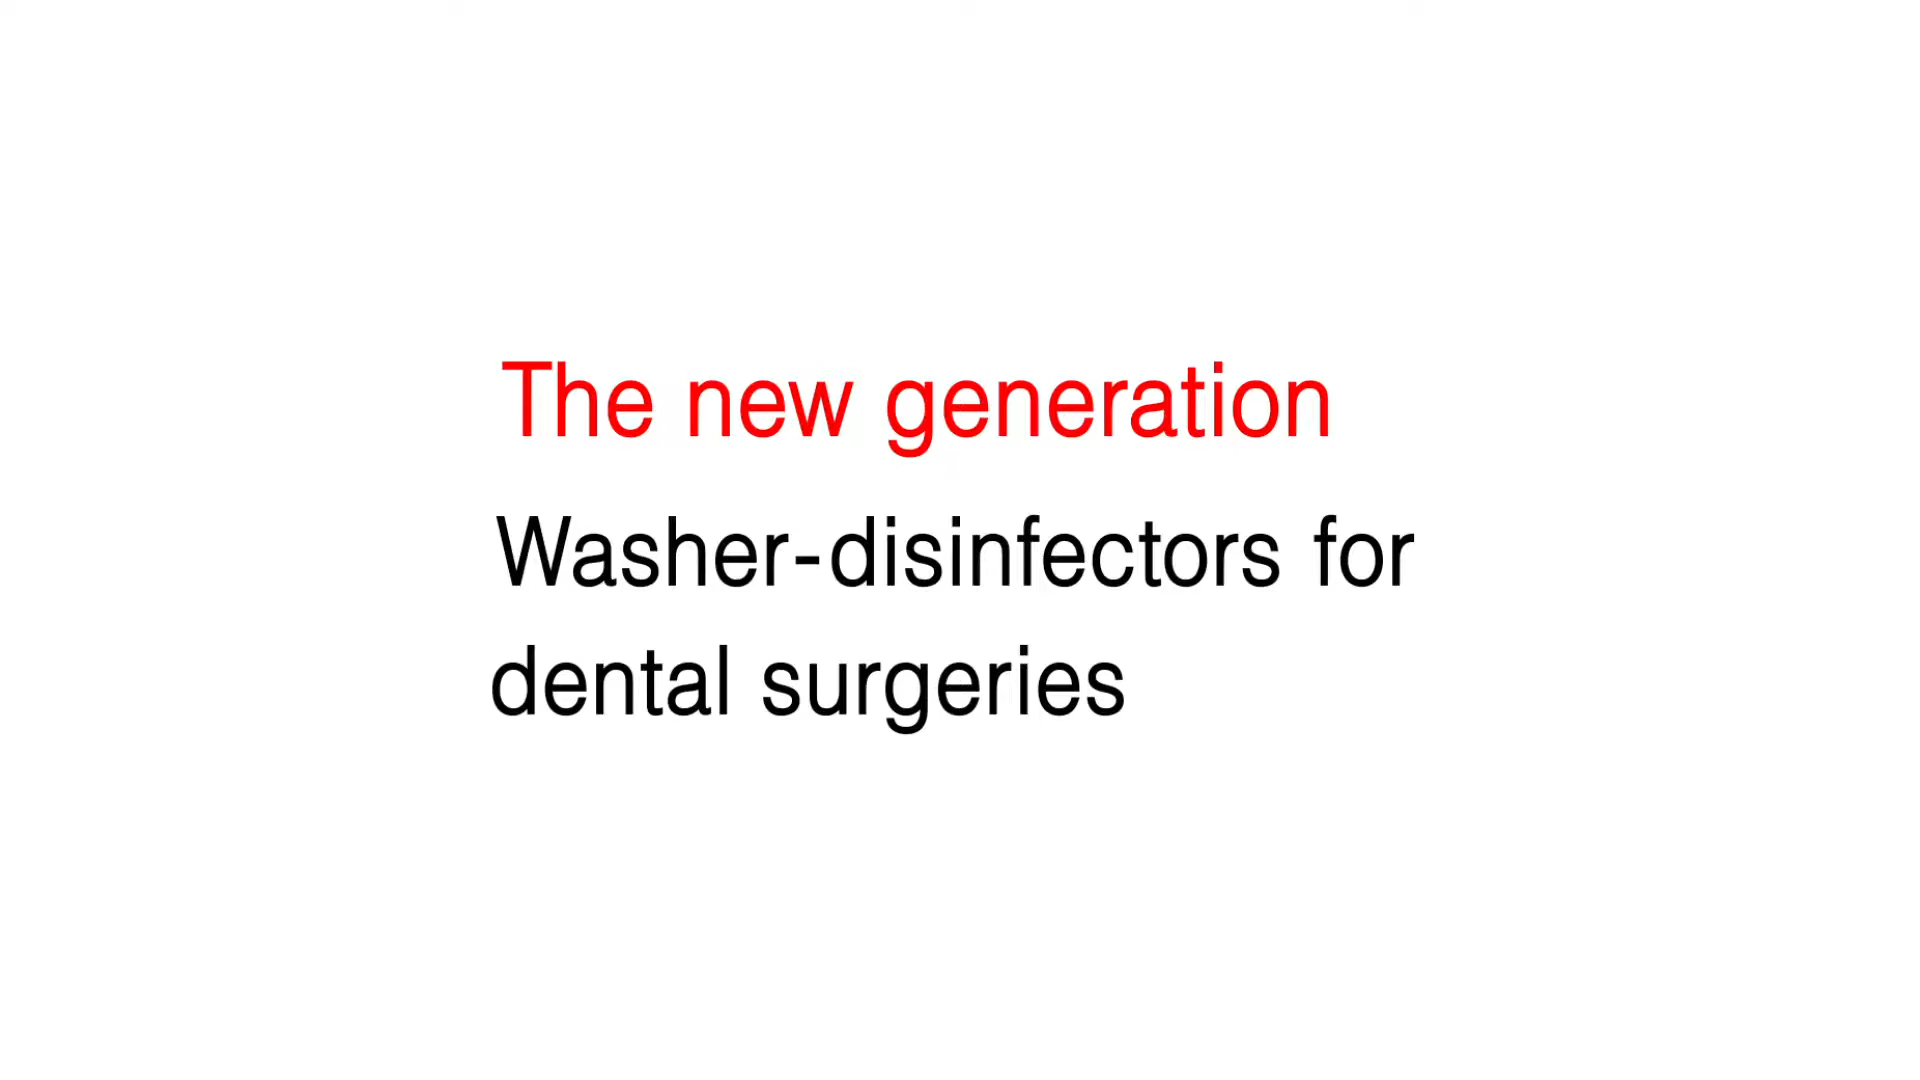 The new generation
Washer-disinfectors for
dental surgeries